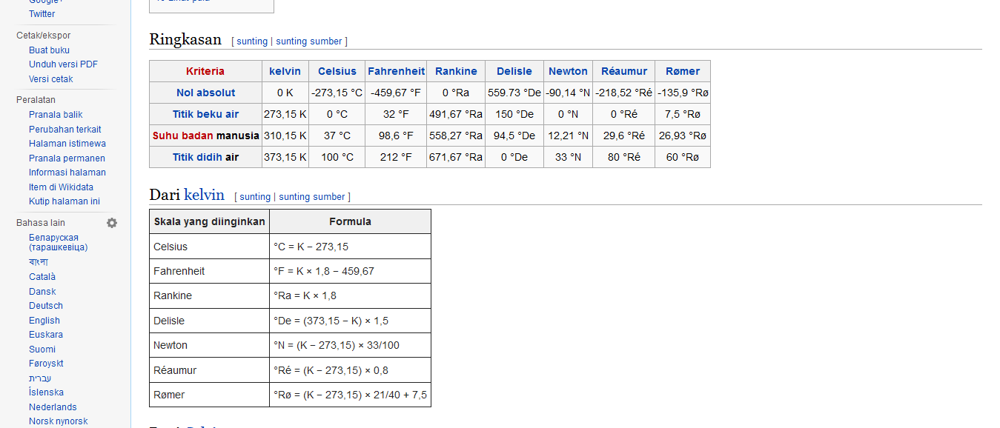 Twitter
Cetak/ekspor
Buat buku
Unduh versi PDF
Versi cetak
Peralatan
Pranala balik
Perubahan terkait
Halaman istimewa
Pranala permanen
Informasi halaman
Item di Wikidata
Kutip halaman ini
Bahasa lain
Беларуская
(тарашкевіца)
বাংলা
Català
Dansk
Deutsch
English
Euskara
Suomi
Føroyskt
עברית
Íslenska
Nederlands
Norsk nynorsk
Ringkasan [ sunting | sunting sumber ]
Kriteria kelvin Celsius Fahrenheit Rankine Delisle Newton Réaumur Rømer
Nol absolut 0 K -273,15 °C -459,67 °F 0 °Ra 559.73 °De -90,14 °N -218,52 °Ré -135,9 °Rø
Titik beku air 273,15 K 0 °C 32 °F 491,67 °Ra 150 °De 0 °N 0 °Ré 7,5 °Rø
Suhu badan manusia 310,15 K 37 °C 98,6 °F 558,27 °Ra 94,5 °De 12,21 °N 29,6 °Ré 26,93 °Rø
Titik didih air 373,15 K 100 °C 212 °F 671,67 °Ra 0 °De 33 °N 80 °Ré 60 °Rø
Dari kelvin [ sunting | sunting sumber ]
Skala yang diinginkan Formula
Celsius °C = K − 273,15
Fahrenheit °F = K × 1,8 − 459,67
Rankine °Ra = K × 1,8
Delisle °De = (373,15 − K) × 1,5
Newton °N = (K − 273,15) × 33/100
Réaumur °Ré = (K − 273,15) × 0,8
Rømer °Rø = (K − 273,15) × 21/40 + 7,5